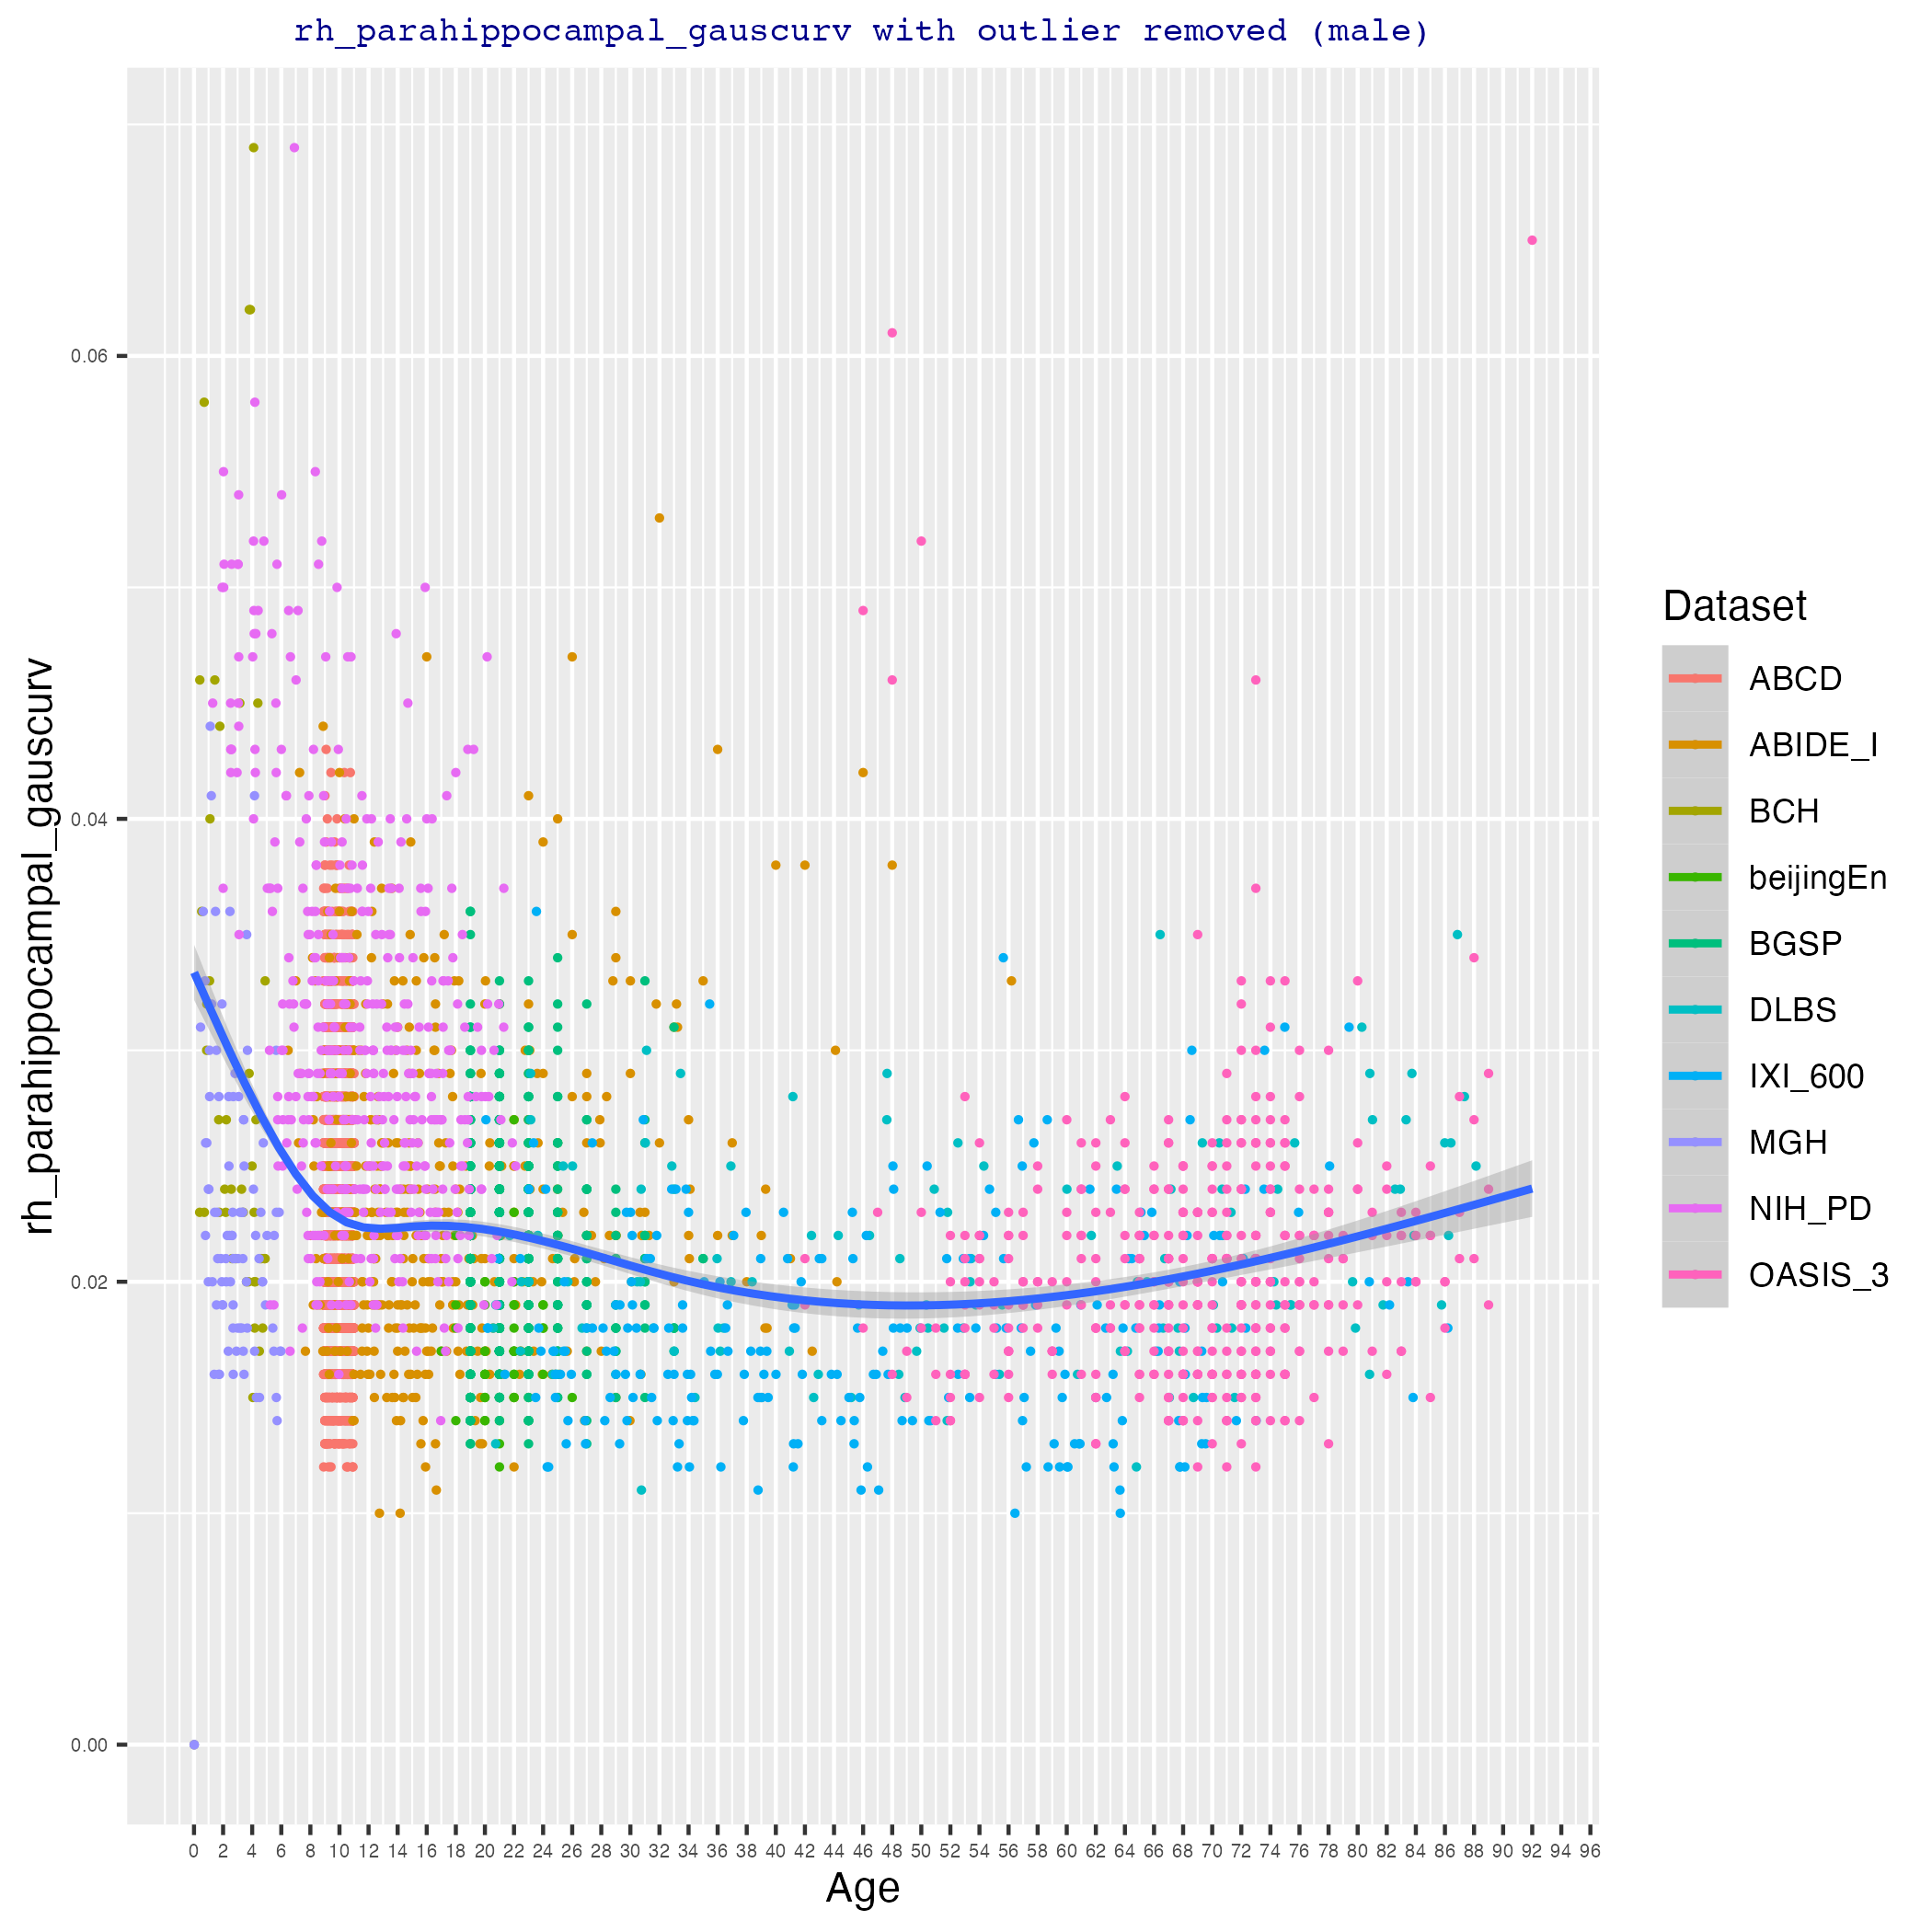 rh_parahippocampal_gauscurv with outlier removed (male)
rh_parahippocampal_gauscurv
0.06
0.04
0.02
0.00
0 2 4 6 8 10 12 14 16 18 20 22 24 26 28 30 32 34 36 38 40 42 44 46 48 50 52 54 56 58 60 62 64 66 68 70 72 74 76 78 80 82 84 86 88 90 92 94 96
Age
Dataset
ABCD
ABIDE_I
BCH
beijingEn
BGSP
DLBS
IXI_600
MGH
NIH_PD
OASIS_3